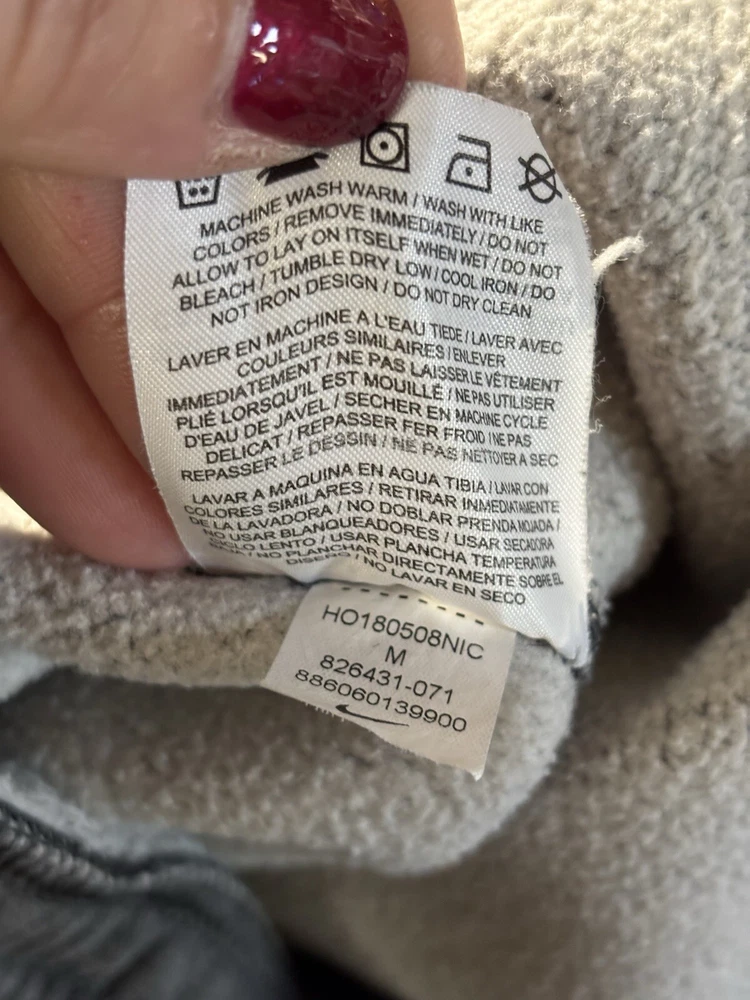 MACHINE WASH WARM / WASH WITH LIKE
COLORS / REMOVE IMMEDIATELY / DO NOT
ALLOW TO LAY ON ITSELF WHEN WET / DO NOT
BLEACH / TUMBLE DRY LOW / COOL IRON / DO
NOT IRON DESIGN / DO NOT DRY CLEAN
LAVER EN MACHINE A L'EAU TIEDE / LAVER AVEC
COULEURS SIMILAIRES / ENLEVER
IMMEDIATEMENT / NE PAS LAISSER LE VÊTEMENT
PLIÉ LORSQU'IL EST MOUILLÉ / NE PAS UTILISER
D'EAU DE JAVEL / SECHER EN MACHINE CYCLE
DELICAT / REPASSER FER FROID / NE PAS
REPASSER LE DESSIN / NE PAS NETTOYER A SEC
LAVAR A MAQUINA EN AGUA TIBIA / LAVAR CON
COLORES SIMILARES / RETIRAR INMEDIATAMENTE
DE LA LAVADORA / NO DOBLAR PRENDA MOJADA /
NO USAR BLANQUEADORES / USAR SECADORA
CICLO LENTO / USAR PLANCHA TEMPERATURA
BAJA / NO PLANCHAR DIRECTAMENTE SOBRE EL
DISEÑO / NO LAVAR EN SECO
HO180508NIC
M
826431-071
886060139900